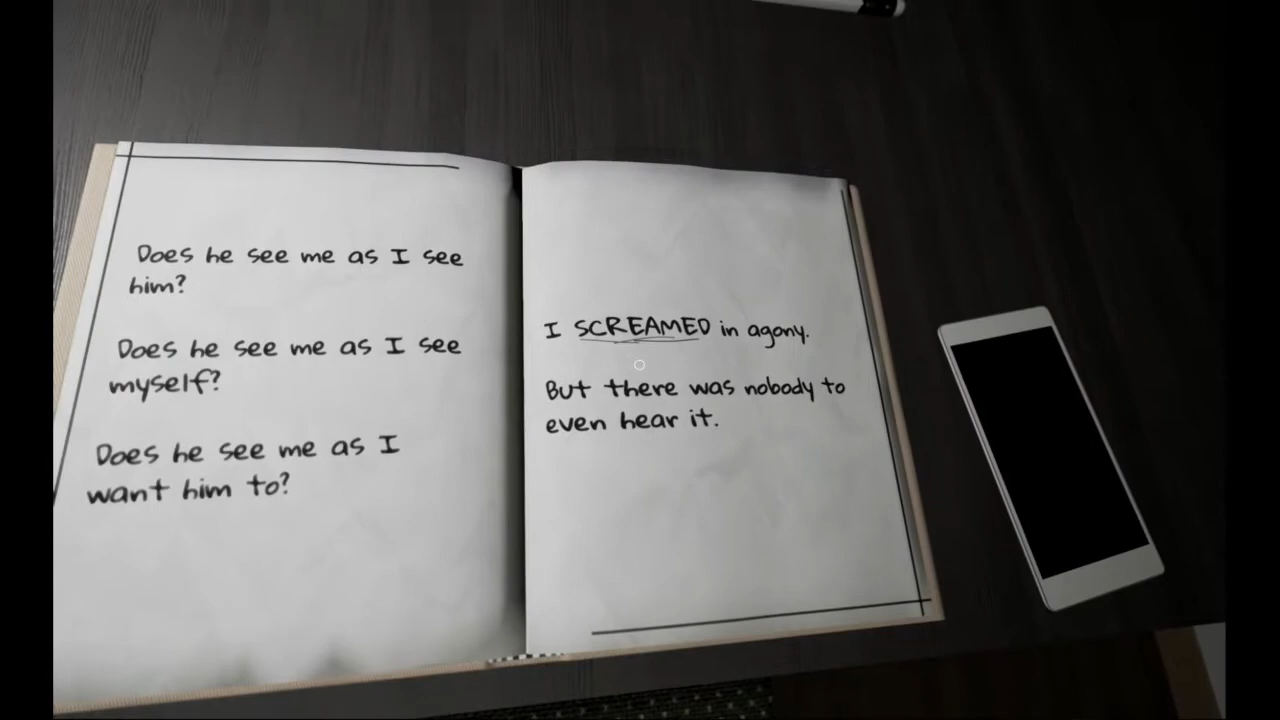 Does he see me as I see
him?
Does he see me as I see
myself?
Does he see me as I
want him to?
I SCREAMED in agony.
But there was nobody to
even hear it.